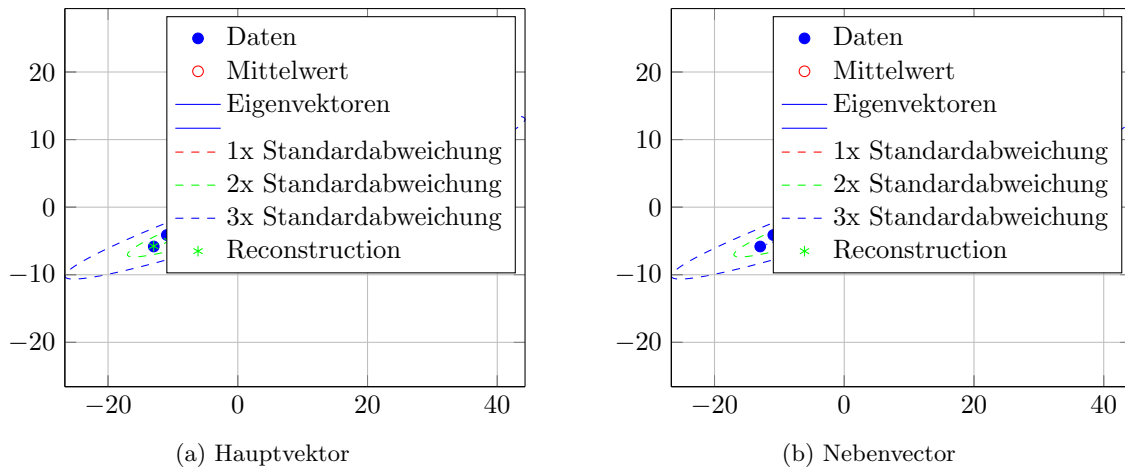 Daten
Mittelwert
Eigenvektoren
1x Standardabweichung
2x Standardabweichung
3x Standardabweichung
Reconstruction
20
10
0
−10
−20
−20 0 20 40
(a) Hauptvektor
Daten
Mittelwert
Eigenvektoren
1x Standardabweichung
2x Standardabweichung
3x Standardabweichung
Reconstruction
20
10
0
−10
−20
−20 0 20 40
(b) Nebenvector